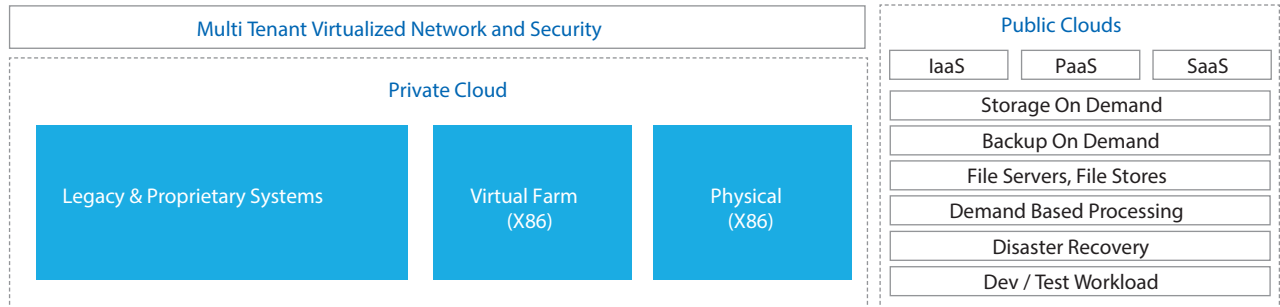 Multi Tenant Virtualized Network and Security
Private Cloud
Legacy & Proprietary Systems
Virtual Farm
(X86)
Physical
(X86)
Public Clouds
IaaS
PaaS
SaaS
Storage On Demand
Backup On Demand
File Servers, File Stores
Demand Based Processing
Disaster Recovery
Dev / Test Workload